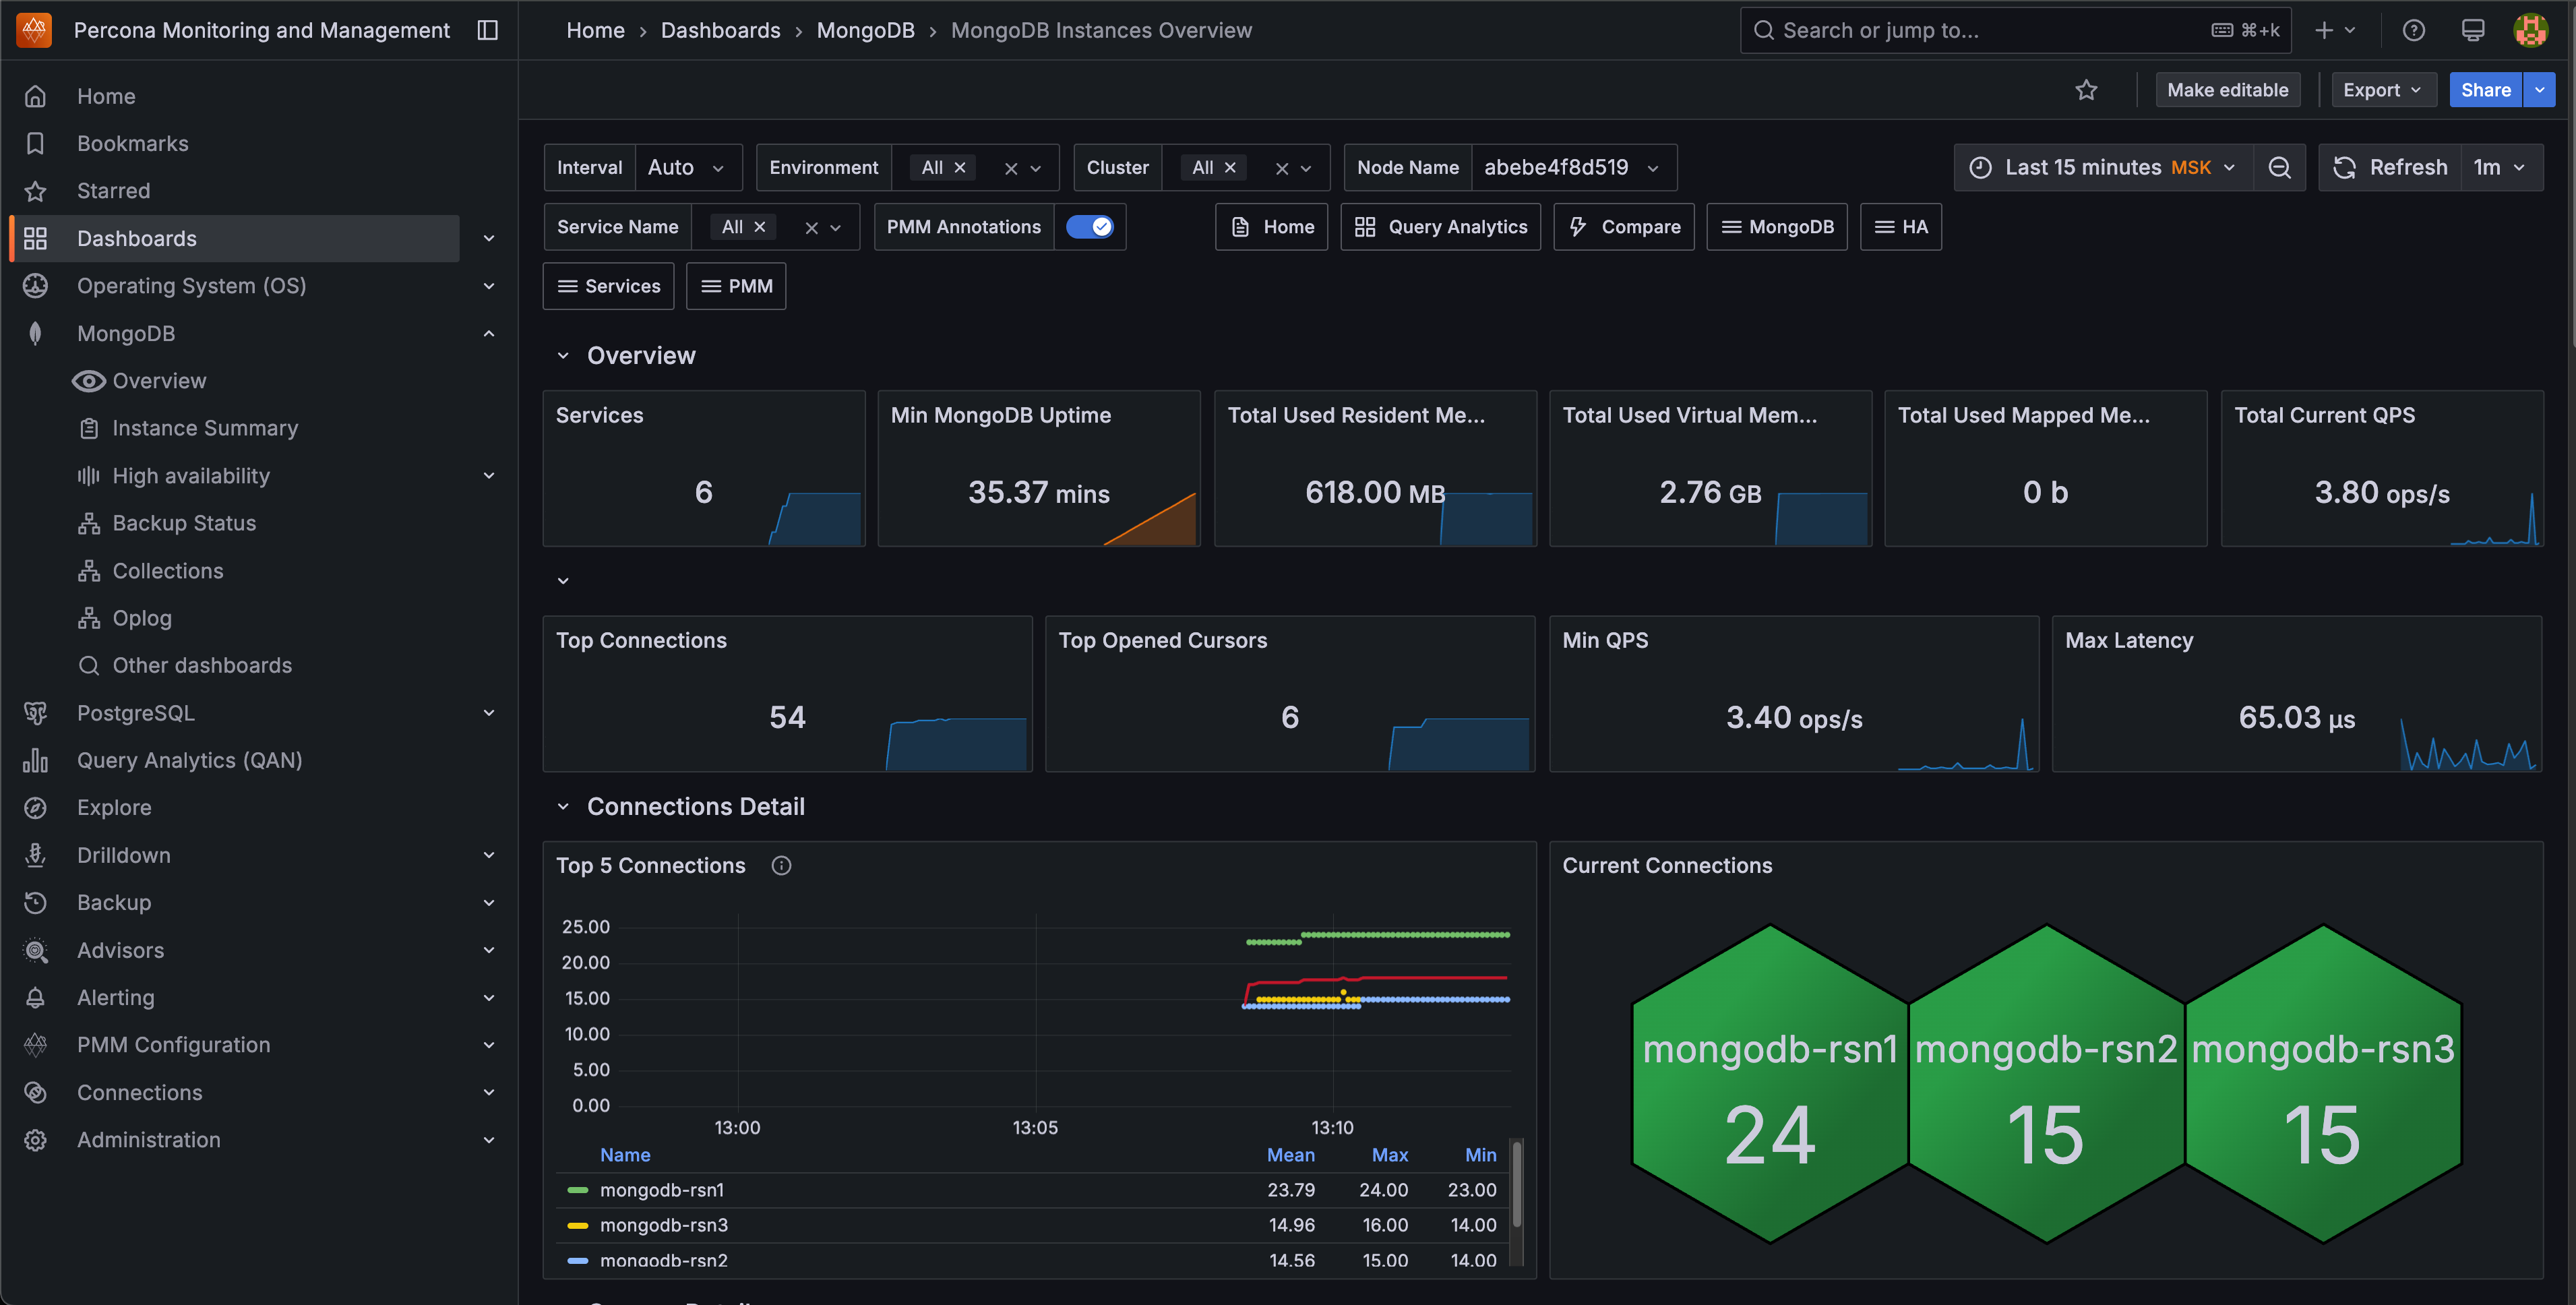 Percona Monitoring and Management
Home › Dashboards › MongoDB › MongoDB Instances Overview
Search or jump to... ⌘+k
Make editable
Export
Share
Home
Bookmarks
Starred
Dashboards
Operating System (OS)
MongoDB
Overview
Instance Summary
High availability
Backup Status
Collections
Oplog
Other dashboards
PostgreSQL
Query Analytics (QAN)
Explore
Drilldown
Backup
Advisors
Alerting
PMM Configuration
Connections
Administration
Interval Auto
Environment All
Cluster All
Node Name abebe4f8d519
Last 15 minutes MSK
Refresh 1m
Service Name All
PMM Annotations
Home
Query Analytics
Compare
MongoDB
HA
Services
PMM
Overview
Services
6
Min MongoDB Uptime
35.37 mins
Total Used Resident Me...
618.00 MB
Total Used Virtual Mem...
2.76 GB
Total Used Mapped Me...
0 b
Total Current QPS
3.80 ops/s
Top Connections
54
Top Opened Cursors
6
Min QPS
3.40 ops/s
Max Latency
65.03 µs
Connections Detail
Top 5 Connections
25.00
20.00
15.00
10.00
5.00
0.00
13:00 13:05 13:10
Name Mean Max Min
mongodb-rsn1 23.79 24.00 23.00
mongodb-rsn3 14.96 16.00 14.00
mongodb-rsn2 14.56 15.00 14.00
Current Connections
mongodb-rsn1
24
mongodb-rsn2
15
mongodb-rsn3
15